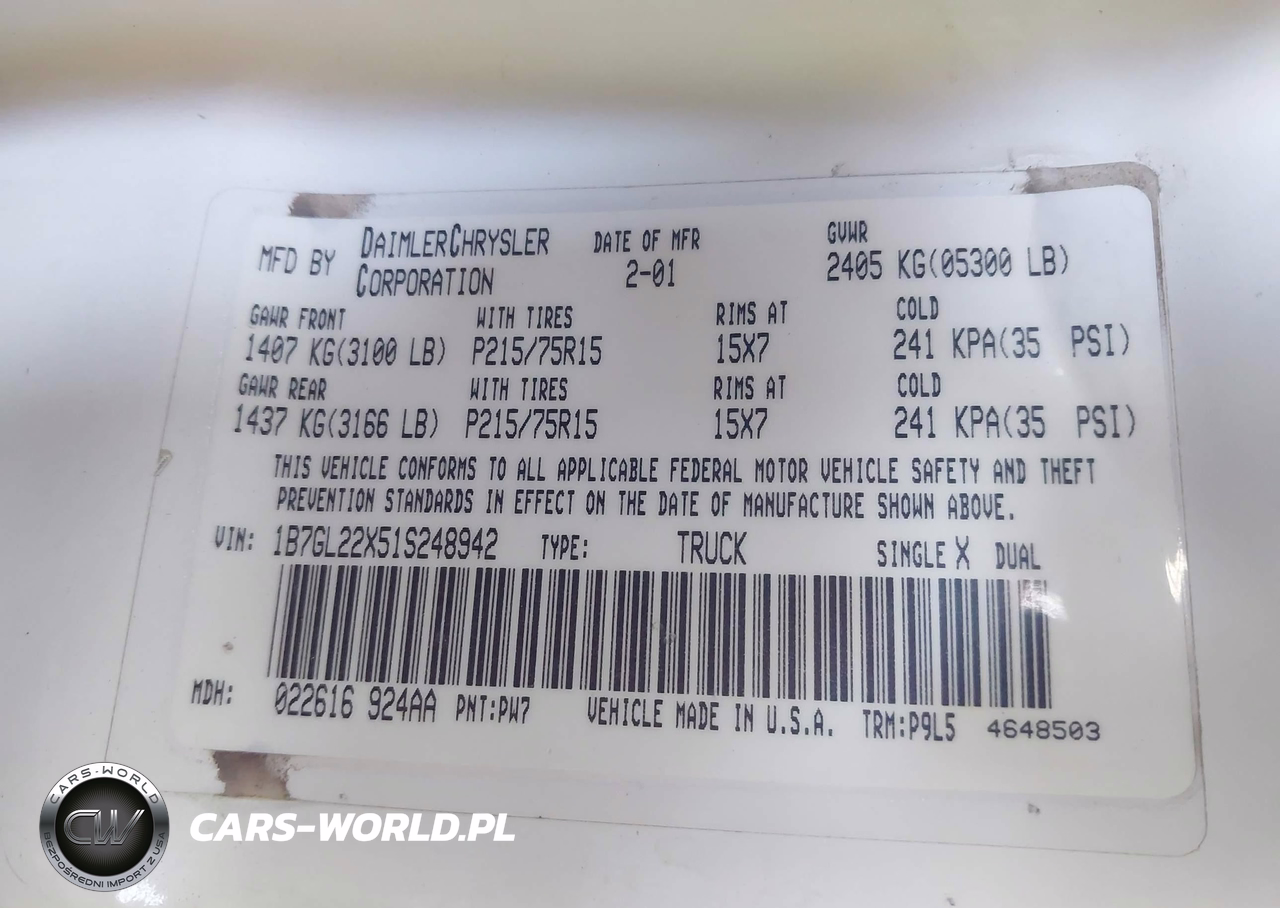 MFD BY DAIMLERCHRYSLER CORPORATION DATE OF MFR 2-01 GVWR 2405 KG(05300 LB)
GAWR FRONT WITH TIRES RIMS AT COLD
1407 KG(3100 LB) P215/75R15 15X7 241 KPA(35 PSI)
GAWR REAR WITH TIRES RIMS AT COLD
1437 KG(3166 LB) P215/75R15 15X7 241 KPA(35 PSI)
THIS VEHICLE CONFORMS TO ALL APPLICABLE FEDERAL MOTOR VEHICLE SAFETY AND THEFT
PREVENTION STANDARDS IN EFFECT ON THE DATE OF MANUFACTURE SHOWN ABOVE.
VIN: 1B7GL22X51S248942 TYPE: TRUCK SINGLE X DUAL
MDH: 022616 924AA PNT:PW7 VEHICLE MADE IN U.S.A. TRM:P9L5 4648503
CARS-WORLD
CW
BEZPOŚREDNI IMPORT Z USA
CARS-WORLD.PL